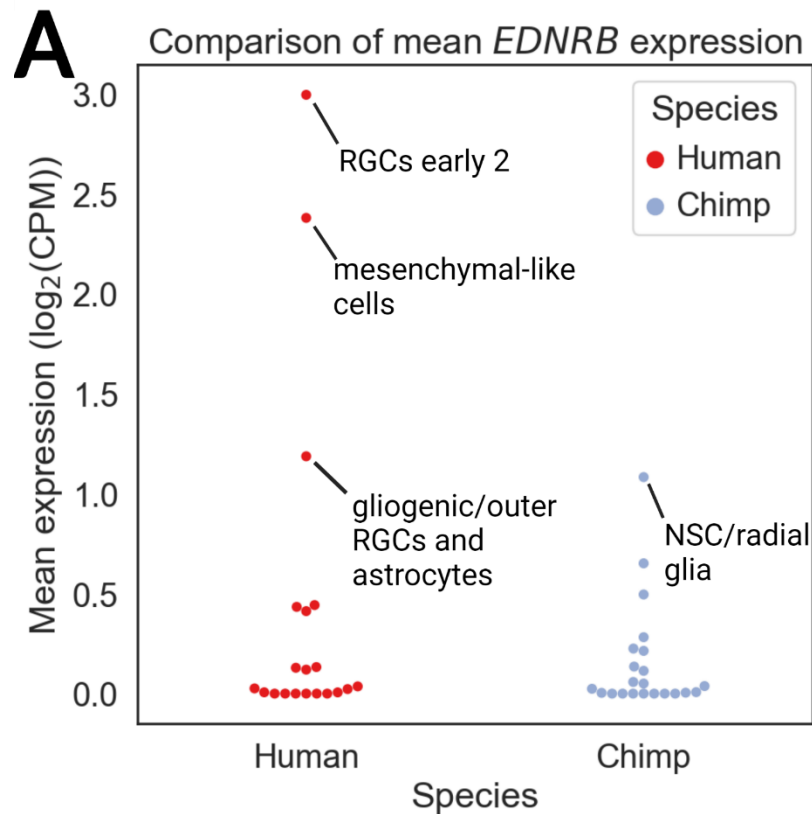 A
Comparison of mean EDNRB expression
Mean expression (log₂(CPM))
3.0
2.5
2.0
1.5
1.0
0.5
0.0
RGCs early 2
mesenchymal-like
cells
gliogenic/outer
RGCs and
astrocytes
Species
Human
Chimp
NSC/radial
glia
Human
Chimp
Species